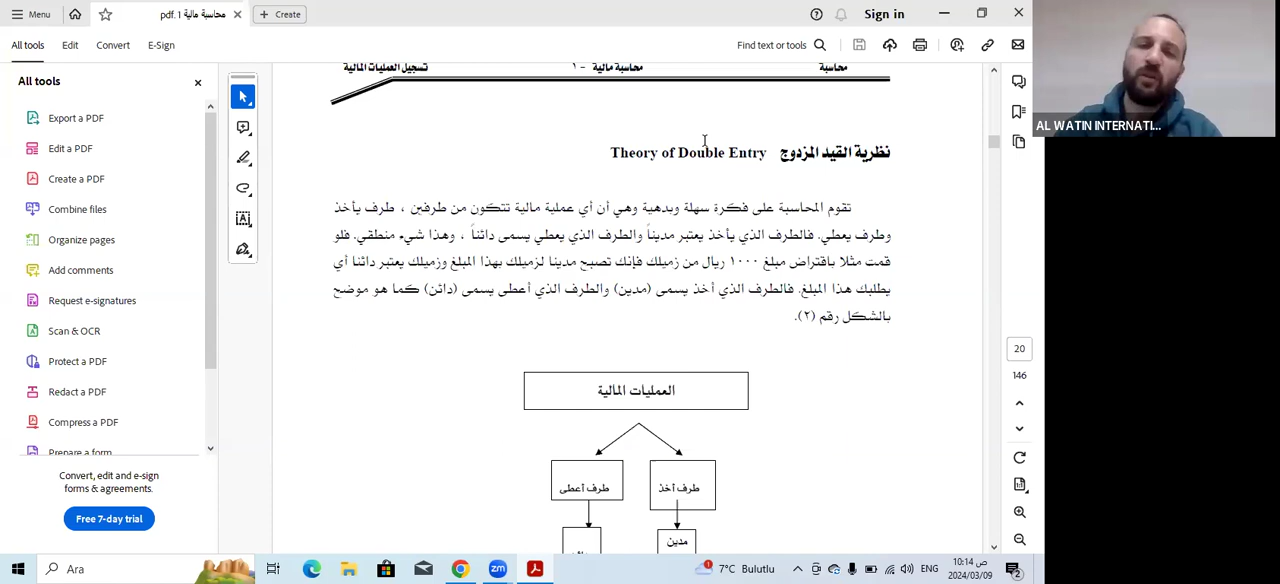 Menu
محاسبة مالية 1 .pdf
Create
Sign in
All tools
Edit
Convert
E-Sign
Find text or tools
All tools
Export a PDF
Edit a PDF
Create a PDF
Combine files
Organize pages
Add comments
Request e-signatures
Scan & OCR
Protect a PDF
Redact a PDF
Compress a PDF
Prepare a form
Convert, edit and e-sign
forms & agreements.
Free 7-day trial
محاسبة
محاسبة مالية - ١
تسجيل العمليات المالية
نظرية القيد المزدوج Theory of Double Entry
تقوم المحاسبة على فكرة سهلة وبدهية وهي أن أي عملية مالية تتكون من طرفين ، طرف يأخذ
وطرف يعطي. فالطرف الذي يأخذ يعتبر مديناً والطرف الذي يعطي يسمى دائناً ، وهذا شيء منطقي. فلو
قمت مثلا باقتراض مبلغ ١٠٠٠ ريال من زميلك فإنك تصبح مدينا لزميلك بهذا المبلغ وزميلك يعتبر دائنا أي
يطلبك هذا المبلغ. فالطرف الذي أخذ يسمى (مدين) والطرف الذي أعطى يسمى (دائن) كما هو موضح
بالشكل رقم (٢).
العمليات المالية
طرف أخذ
طرف أعطى
مدين
20
146
AL WATIN INTERNATI...
Ara
7°C Bulutlu
ENG
10:14 ص
2024/03/09
2